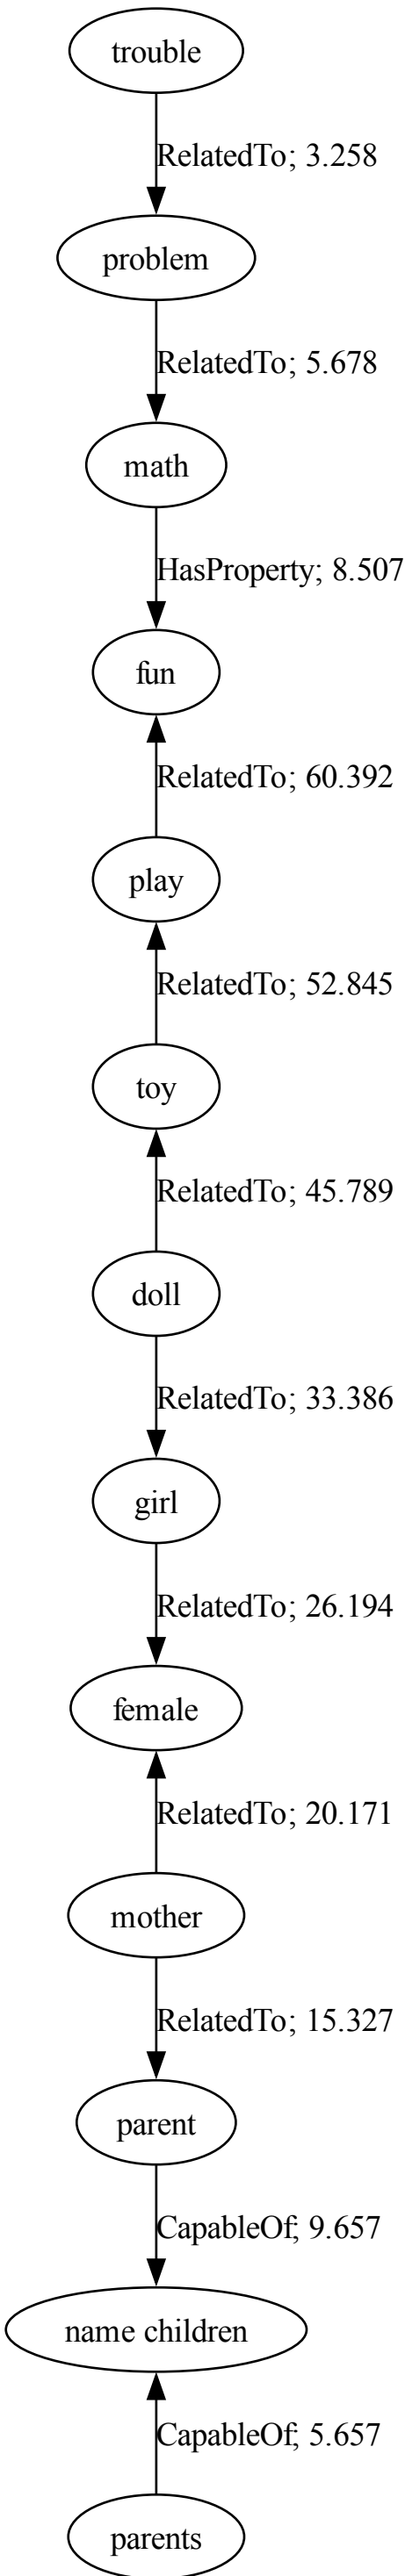 trouble
RelatedTo; 3.258
problem
RelatedTo; 5.678
math
HasProperty; 8.507
fun
RelatedTo; 60.392
play
RelatedTo; 52.845
toy
RelatedTo; 45.789
doll
RelatedTo; 33.386
girl
RelatedTo; 26.194
female
RelatedTo; 20.171
mother
RelatedTo; 15.327
parent
CapableOf; 9.657
name children
CapableOf; 5.657
parents